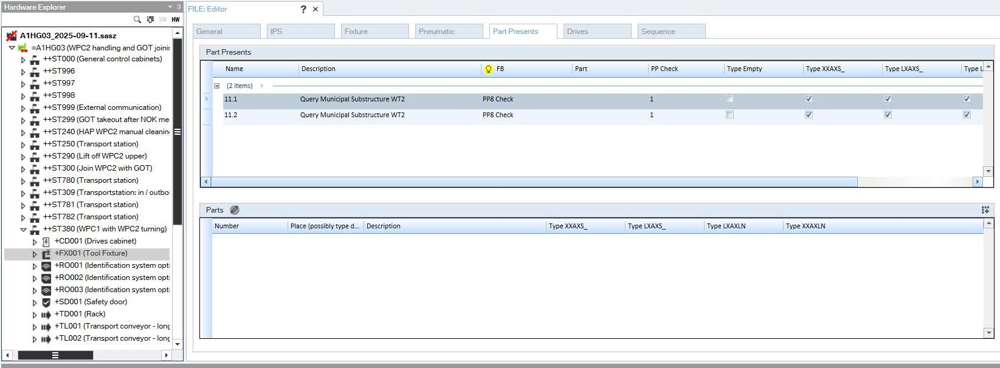 Hardware Explorer
SW HW
A1HG03_2025-09-11.sasz
=A1HG03 (WPC2 handling and GOT joinin
++ST000 (General control cabinets)
++ST996
++ST997
++ST998
++ST999 (External communication)
++ST299 (GOT takeout after NOK me
++ST240 (HAP WPC2 manual cleanin
++ST250 (Transport station)
++ST290 (Lift off WPC2 upper)
++ST300 (Join WPC2 with GOT)
++ST780 (Transport station)
++ST309 (Transportstation: in / outbo
++ST781 (Transport station)
++ST782 (Transport station)
++ST380 (WPC1 with WPC2 turning)
+CD001 (Drives cabinet)
+FX001 (Tool Fixture)
+RO001 (Identification system opti
+RO002 (Identification system opti
+RO003 (Identification system opti
+SD001 (Safety door)
+TD001 (Rack)
+TL001 (Transport conveyor - long
+TL002 (Transport conveyor - long
FILE: Editor ? ×
General IPS Fixture Pneumatic Part Presents Drives Sequence
Part Presents
Name Description FB Part PP Check Type Empty Type XXAXS_ Type LXAXS_ Type L
(2 items)
11.1 Query Municipal Substructure WT2 PP8 Check 1
11.2 Query Municipal Substructure WT2 PP8 Check 1
Parts
Number Place (possibly type d... Description Type XXAXS_ Type LXAXS_ Type LXAXLN Type XXAXLN